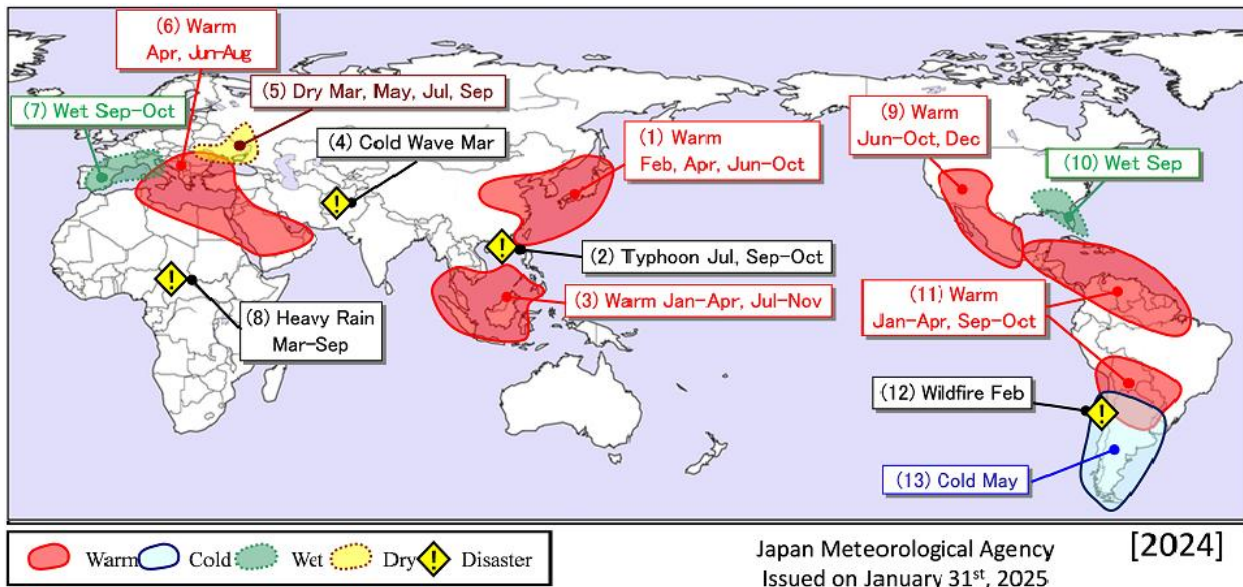 (6) Warm
Apr, Jun-Aug
(7) Wet Sep-Oct
(5) Dry Mar, May, Jul, Sep
(4) Cold Wave Mar
(1) Warm
Feb, Apr, Jun-Oct
(9) Warm
Jun-Oct, Dec
(10) Wet Sep
(2) Typhoon Jul, Sep-Oct
(3) Warm Jan-Apr, Jul-Nov
(8) Heavy Rain
Mar-Sep
(11) Warm
Jan-Apr, Sep-Oct
(12) Wildfire Feb
(13) Cold May
Warm Cold Wet Dry ! Disaster
Japan Meteorological Agency [2024]
Issued on January 31st, 2025